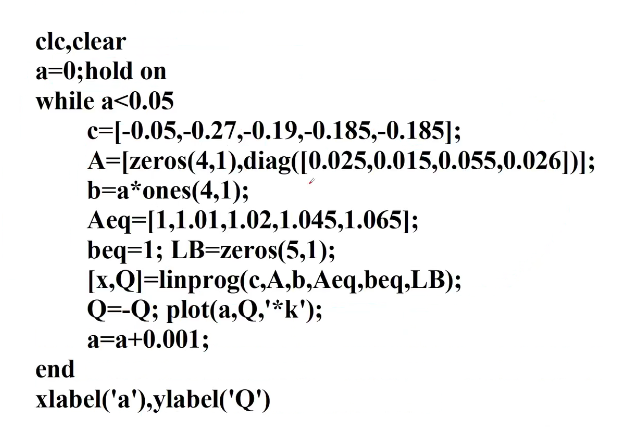 clc,clear
a=0;hold on
while a<0.05
c=[-0.05,-0.27,-0.19,-0.185,-0.185];
A=[zeros(4,1),diag([0.025,0.015,0.055,0.026])];
b=a*ones(4,1);
Aeq=[1,1.01,1.02,1.045,1.065];
beq=1; LB=zeros(5,1);
[x,Q]=linprog(c,A,b,Aeq,beq,LB);
Q=-Q; plot(a,Q,'*k');
a=a+0.001;
end
xlabel('a'),ylabel('Q')